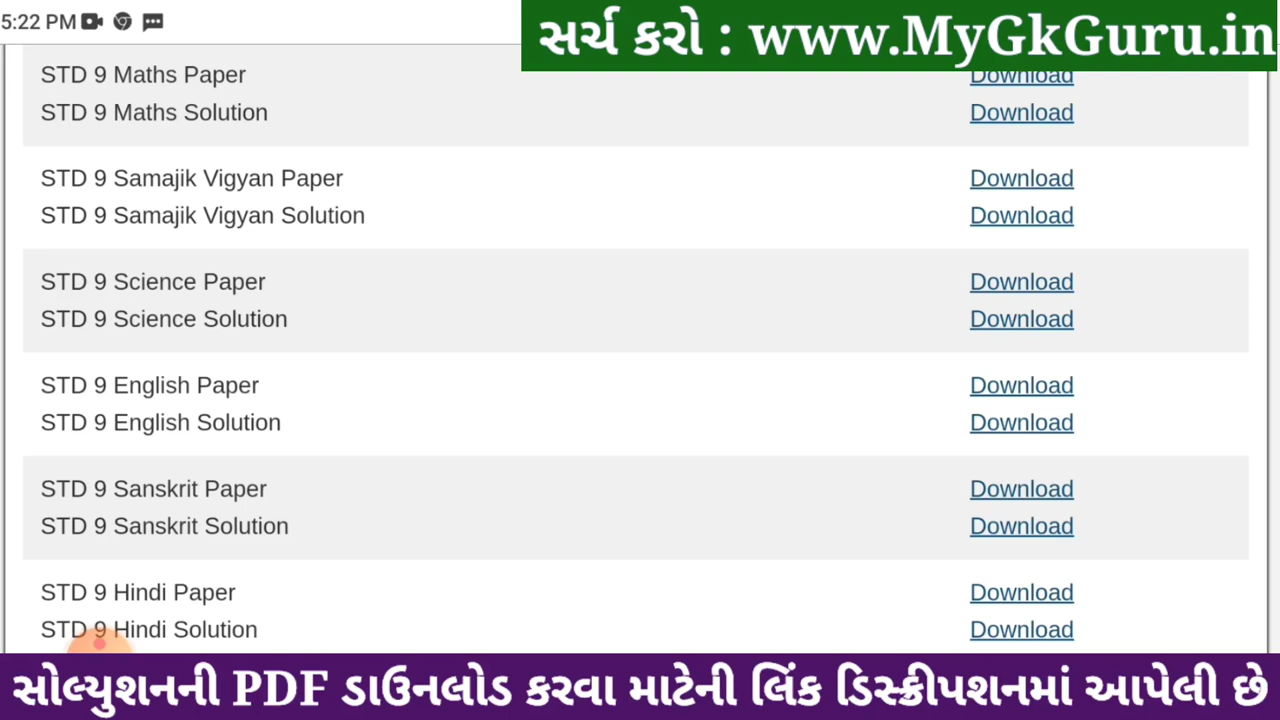 5:22 PM
સર્ચ કરો : www.MyGkGuru.in
STD 9 Maths Paper Download
STD 9 Maths Solution Download
STD 9 Samajik Vigyan Paper Download
STD 9 Samajik Vigyan Solution Download
STD 9 Science Paper Download
STD 9 Science Solution Download
STD 9 English Paper Download
STD 9 English Solution Download
STD 9 Sanskrit Paper Download
STD 9 Sanskrit Solution Download
STD 9 Hindi Paper Download
STD 9 Hindi Solution Download
સોલ્યુશનની PDF ડાઉનલોડ કરવા માટેની લિંક ડિસ્ક્રીપશનમાં આપેલી છે